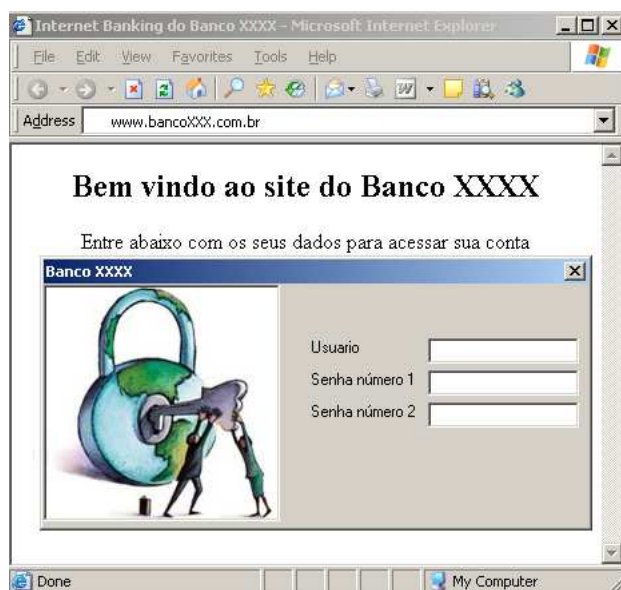 Internet Banking do Banco XXXX - Microsoft Internet Explorer
File Edit View Favorites Tools Help
Address www.bancoXXX.com.br
Bem vindo ao site do Banco XXXX
Entre abaixo com os seus dados para acessar sua conta
Banco XXXX
Usuario
Senha número 1
Senha número 2
Done My Computer